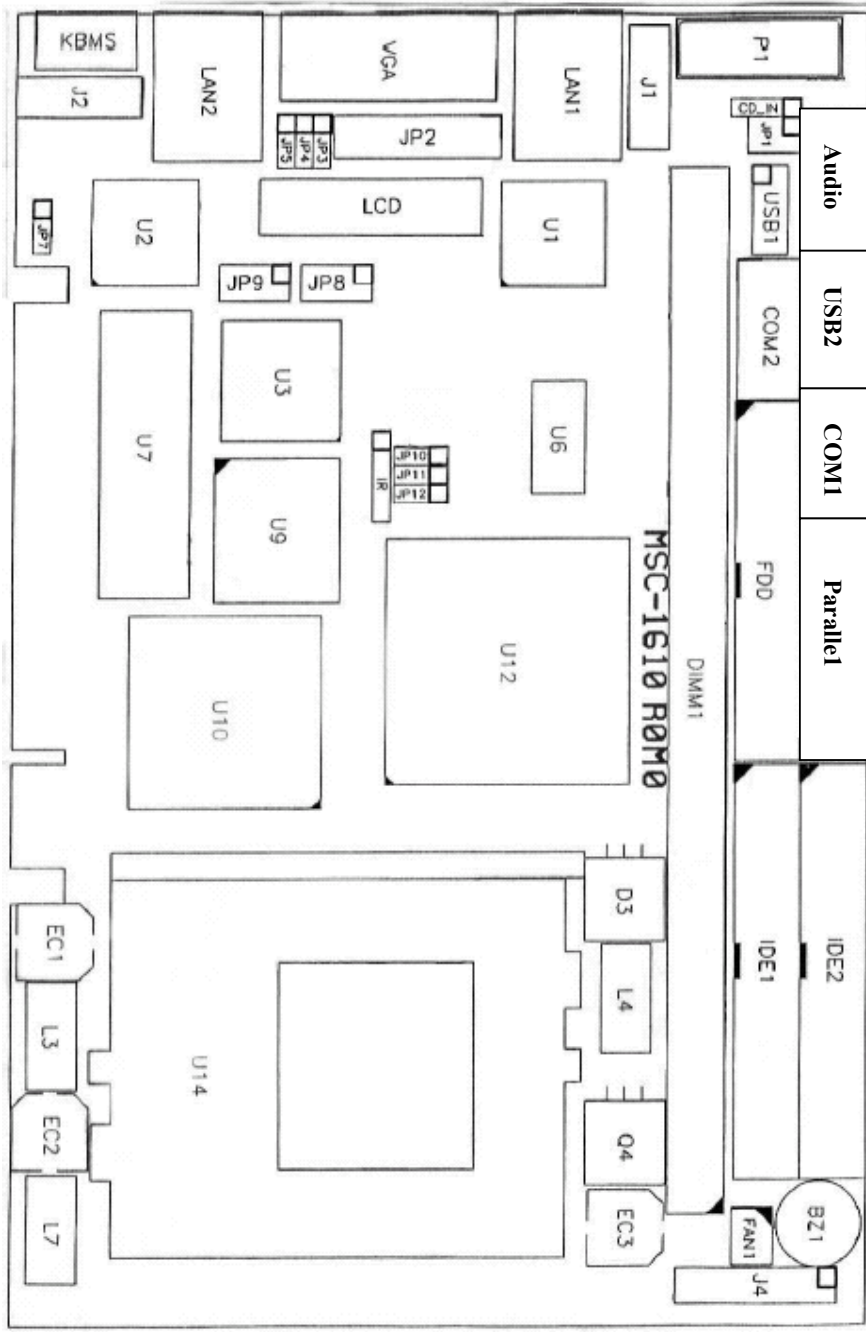 KBMS
LAN2
VGA
LAN1
J1
P1
J2
JP5
JP4
JP3
JP2
CD_IN
JP1
Audio
JP7
U2
LCD
U1
USB1
JP9
JP8
COM2
USB2
U3
U7
U6
COM1
IR
JP10
JP11
JP12
U9
MSC-1610 R0M0
FDD
Paralle1
U10
U12
DIMM1
EC1
D3
IDE1
IDE2
L3
L4
U14
EC2
Q4
L7
EC3
FAN1
BZ1
J4